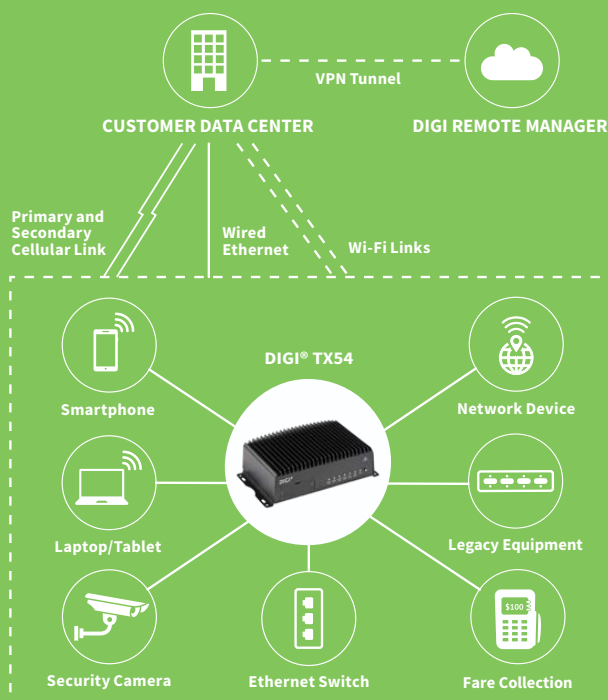 VPN Tunnel
CUSTOMER DATA CENTER
DIGI REMOTE MANAGER
Primary and
Secondary
Cellular Link
Wired
Ethernet
Wi-Fi Links
DIGI® TX54
Smartphone
Network Device
DIGI
Laptop/Tablet
Legacy Equipment
$100
Security Camera
Ethernet Switch
Fare Collection